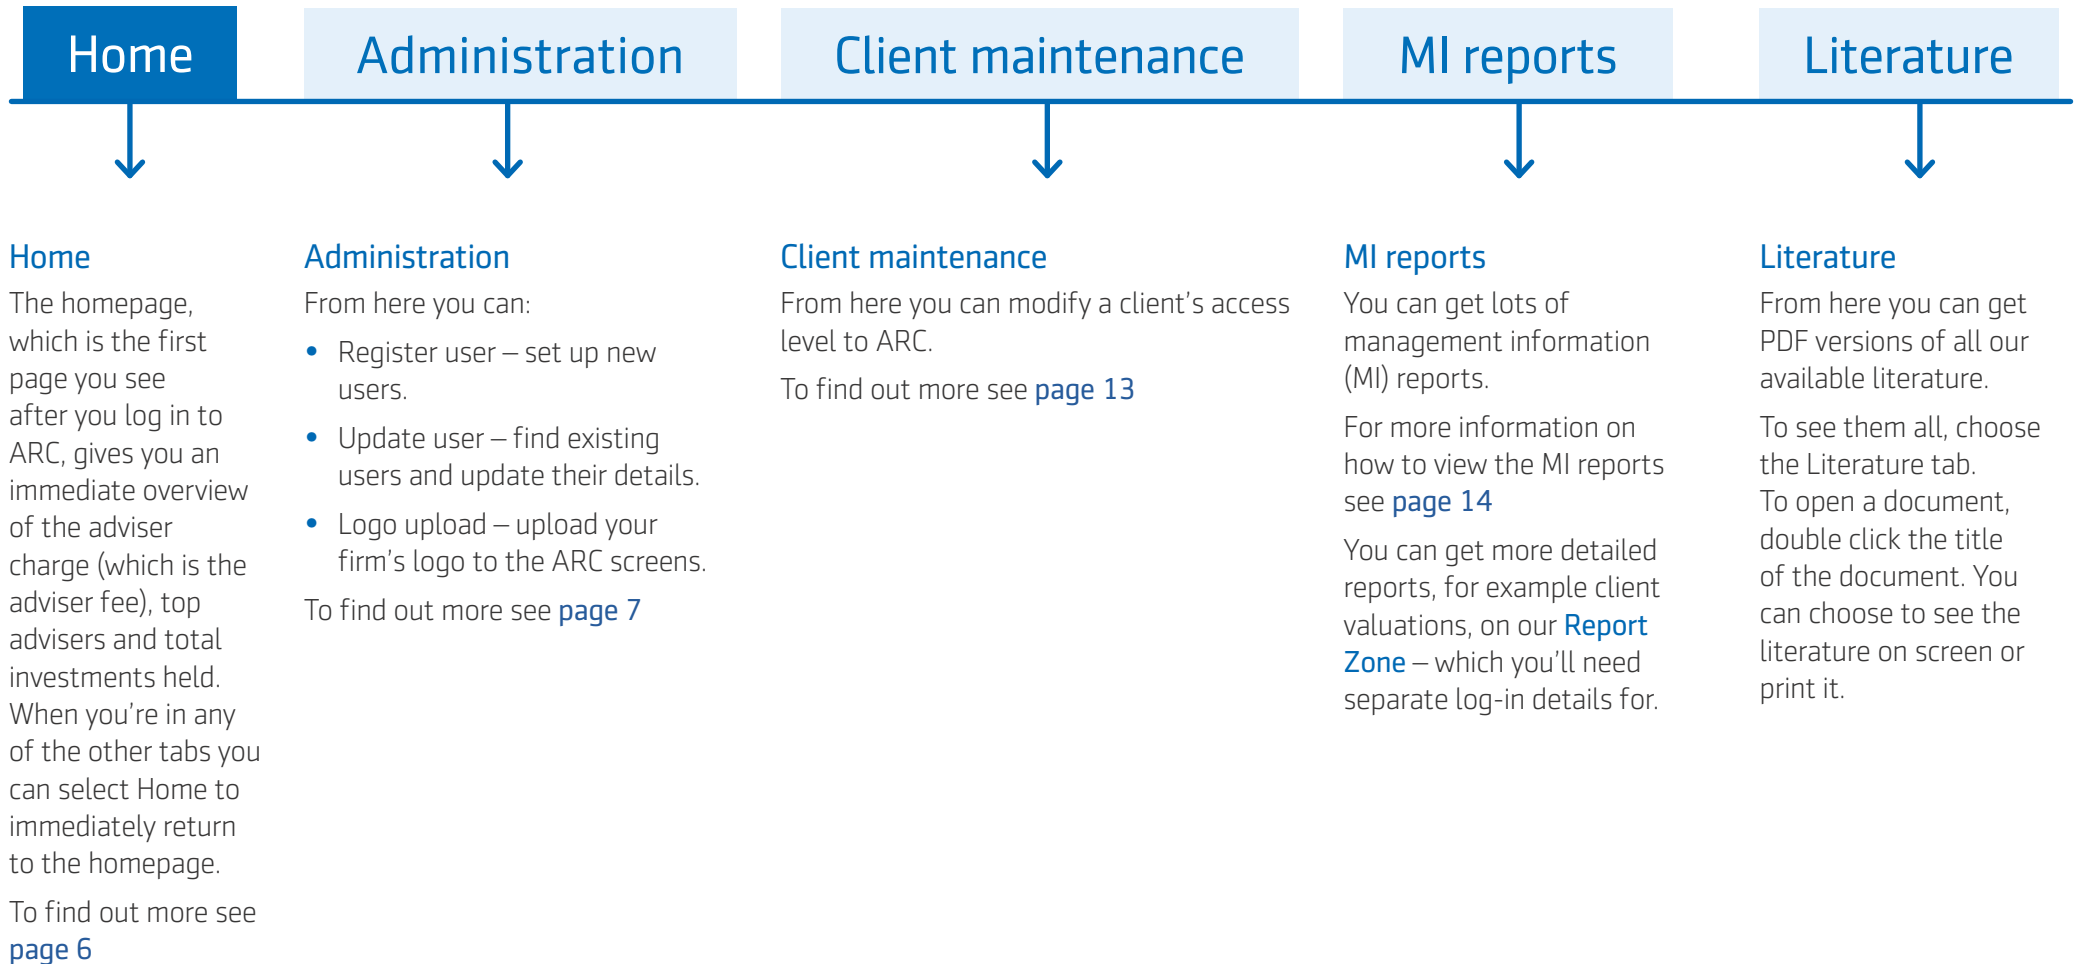 Home
Administration
Client maintenance
MI reports
Literature
Home
The homepage,
which is the first
page you see
after you log in to
ARC, gives you an
immediate overview
of the adviser
charge (which is the
adviser fee), top
advisers and total
investments held.
When you’re in any
of the other tabs you
can select Home to
immediately return
to the homepage.
To find out more see
page 6
Administration
From here you can:
• Register user – set up new
users.
• Update user – find existing
users and update their details.
• Logo upload – upload your
firm’s logo to the ARC screens.
To find out more see page 7
Client maintenance
From here you can modify a client’s access
level to ARC.
To find out more see page 13
MI reports
You can get lots of
management information
(MI) reports.
For more information on
how to view the MI reports
see page 14
You can get more detailed
reports, for example client
valuations, on our Report
Zone – which you’ll need
separate log-in details for.
Literature
From here you can get
PDF versions of all our
available literature.
To see them all, choose
the Literature tab.
To open a document,
double click the title
of the document. You
can choose to see the
literature on screen or
print it.